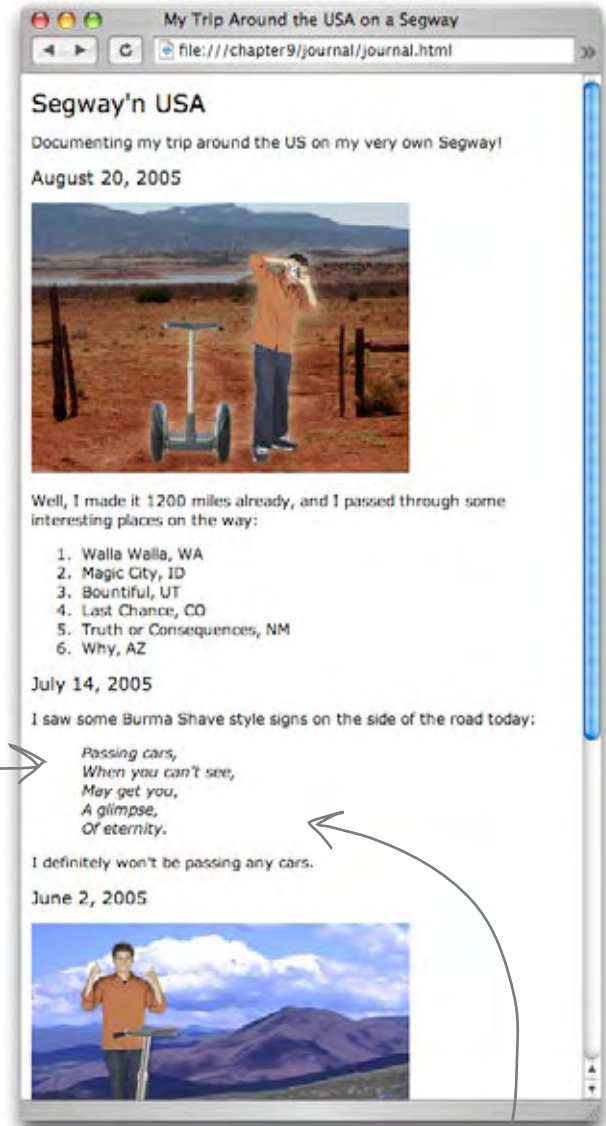 My Trip Around the USA on a Segway
file:///chapter9/journal/journal.html
Segway'n USA
Documenting my trip around the US on my very own Segway!
August 20, 2005
Well, I made it 1200 miles already, and I passed through some
interesting places on the way:
1. Walla Walla, WA
2. Magic City, ID
3. Bountiful, UT
4. Last Chance, CO
5. Truth or Consequences, NM
6. Why, AZ
July 14, 2005
I saw some Burma Shave style signs on the side of the road today:
Passing cars,
When you can't see,
May get you,
A glimpse,
Of eternity.
I definitely won't be passing any cars.
June 2, 2005